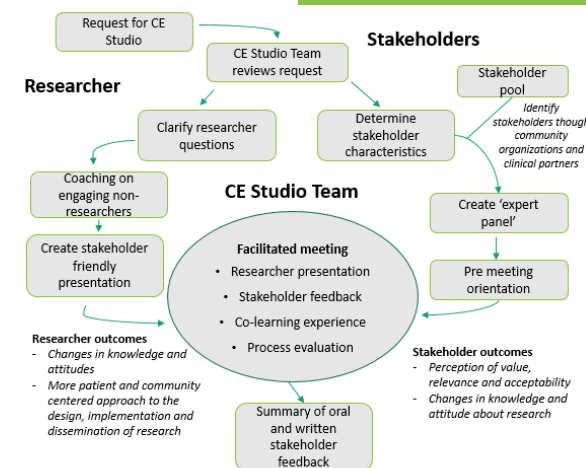 Request for CE
Studio
Stakeholders
CE Studio Team
reviews request
Researcher
Stakeholder
pool
Identify
stakeholders though
community
organizations and
clinical partners
Clarify researcher
questions
Determine
stakeholder
characteristics
Coaching on
engaging non-
researchers
CE Studio Team
Create ‘expert
panel’
Create stakeholder
friendly
presentation
Facilitated meeting
• Researcher presentation
• Stakeholder feedback
• Co-learning experience
• Process evaluation
Pre meeting
orientation
Researcher outcomes
- Changes in knowledge and
attitudes
- More patient and community
centered approach to the
design, implementation and
dissemination of research
Stakeholder outcomes
- Perception of value,
relevance and acceptability
- Changes in knowledge and
attitude about research
Summary of oral
and written
stakeholder
feedback